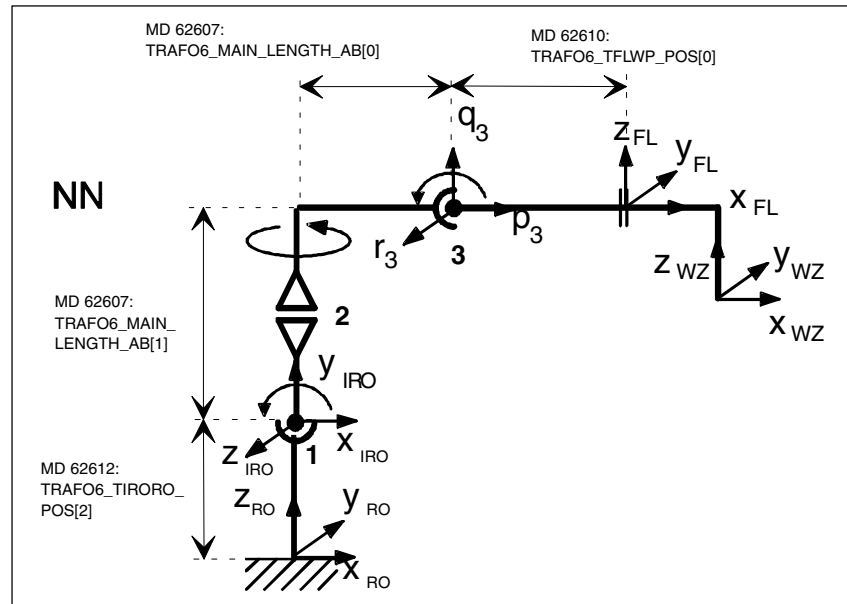 MD 62607:
TRAFO6_MAIN_LENGTH_AB[0]
MD 62610:
TRAFO6_TFLWP_POS[0]
q3
zFL
yFL
NN
xFL
p3
r3
3
zWZ
yWZ
xWZ
MD 62607:
TRAFO6_MAIN_
LENGTH_AB[1]
2
yIRO
zIRO
1
xIRO
MD 62612:
TRAFO6_TIRORO_
POS[2]
zRO
yRO
xRO